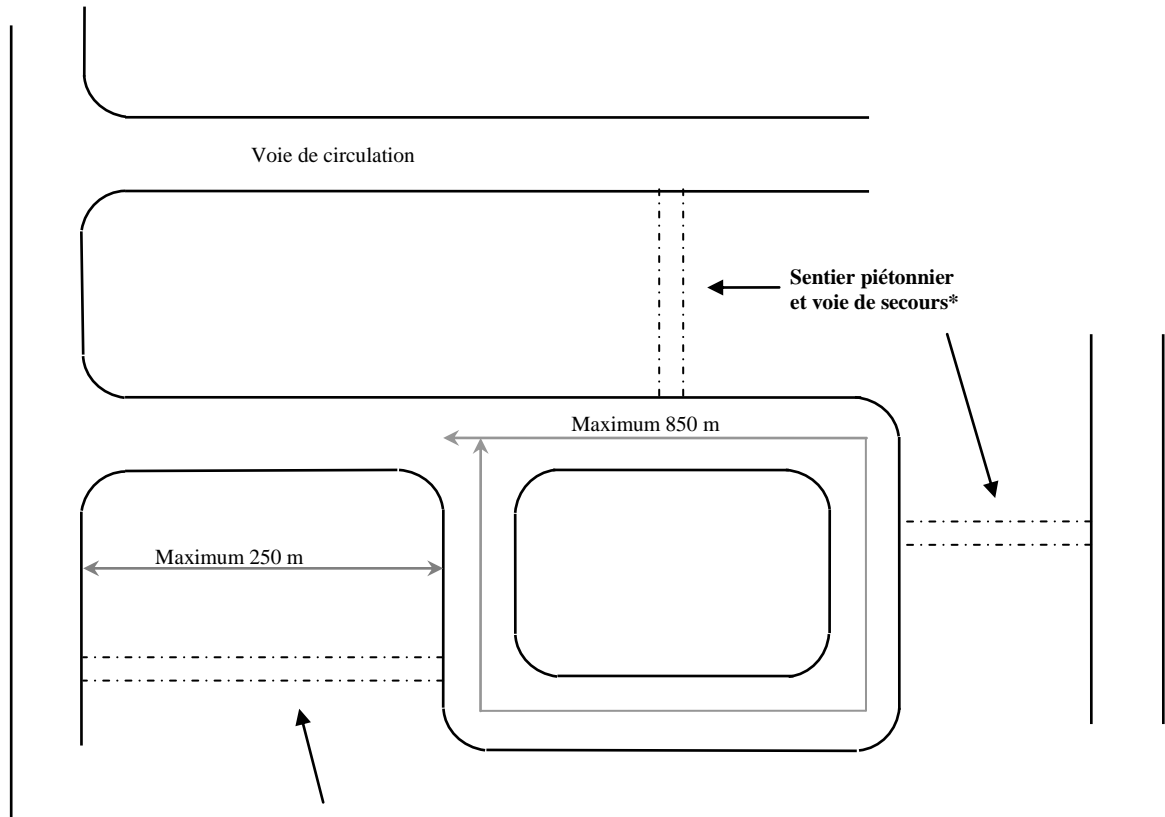 Voie de circulation
Sentier piétonnier
et voie de secours*
Maximum 850 m
Maximum 250 m